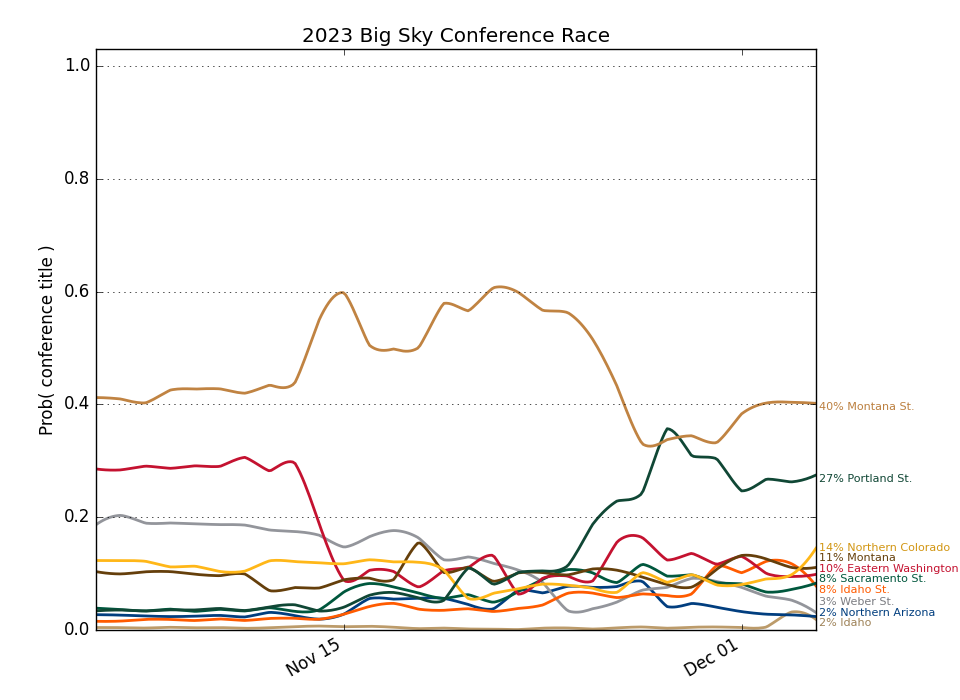 2023 Big Sky Conference Race
1.0
0.8
0.6
0.4
0.2
0.0
Prob( conference title )
Nov 15
Dec 01
40% Montana St.
27% Portland St.
14% Northern Colorado
11% Montana
10% Eastern Washington
8% Sacramento St.
8% Idaho St.
3% Weber St.
2% Northern Arizona
2% Idaho